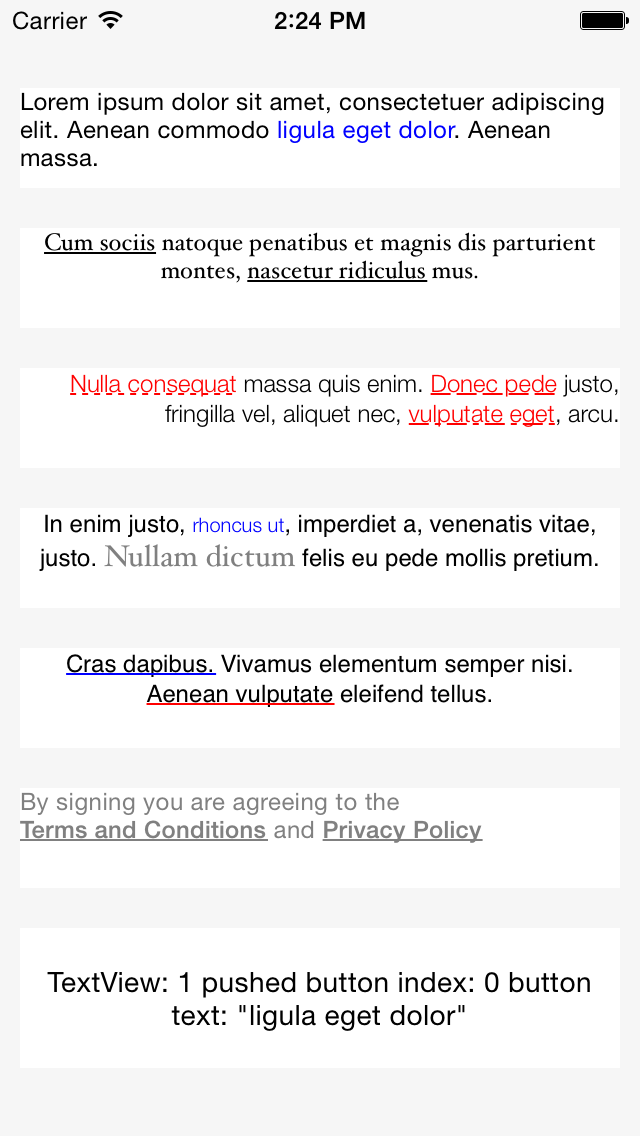 Carrier 2:24 PM
Lorem ipsum dolor sit amet, consectetuer adipiscing
elit. Aenean commodo ligula eget dolor. Aenean
massa.
Cum sociis natoque penatibus et magnis dis parturient
montes, nascetur ridiculus mus.
Nulla consequat massa quis enim. Donec pede justo,
fringilla vel, aliquet nec, vulputate eget, arcu.
In enim justo, rhoncus ut, imperdiet a, venenatis vitae,
justo. Nullam dictum felis eu pede mollis pretium.
Cras dapibus. Vivamus elementum semper nisi.
Aenean vulputate eleifend tellus.
By signing you are agreeing to the
Terms and Conditions and Privacy Policy
TextView: 1 pushed button index: 0 button
text: "ligula eget dolor"